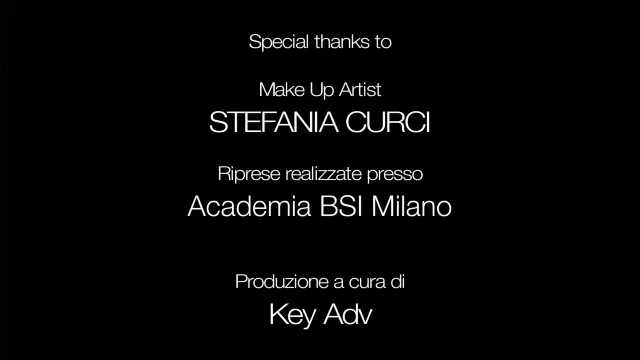 Special thanks to
Make Up Artist
STEFANIA CURCI
Riprese realizzate presso
Academia BSI Milano
Produzione a cura di
Key Adv